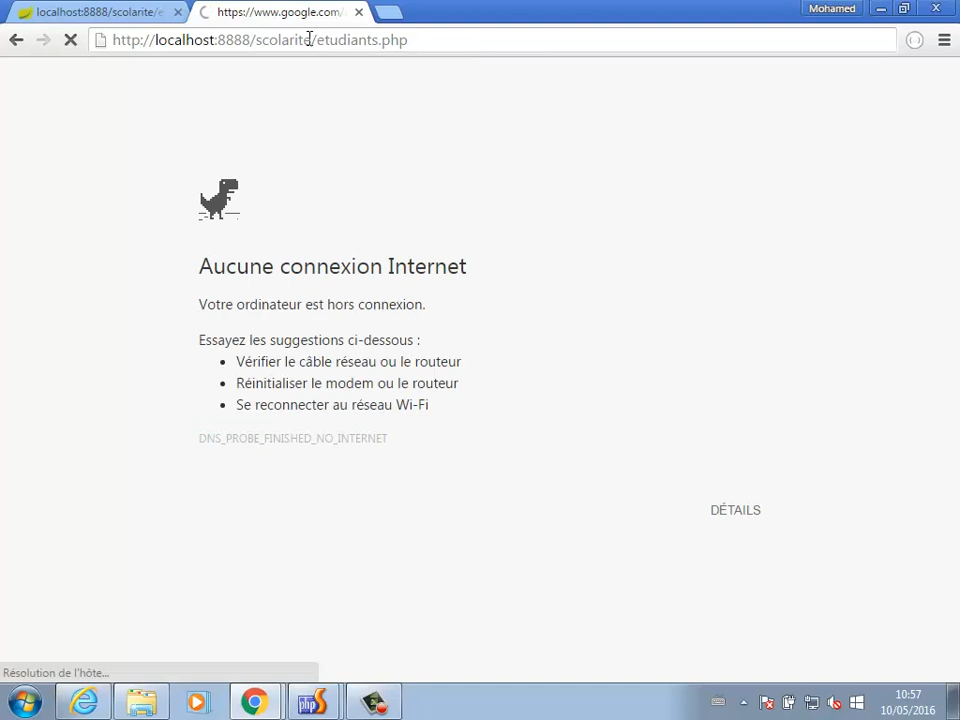 localhost:8888/scolarite/e
https://www.google.com/
Mohamed
http://localhost:8888/scolarite/etudiants.php
Aucune connexion Internet
Votre ordinateur est hors connexion.
Essayez les suggestions ci-dessous :
• Vérifier le câble réseau ou le routeur
• Réinitialiser le modem ou le routeur
• Se reconnecter au réseau Wi-Fi
DNS_PROBE_FINISHED_NO_INTERNET
DÉTAILS
Résolution de l'hôte...
php
10:57
10/05/2016